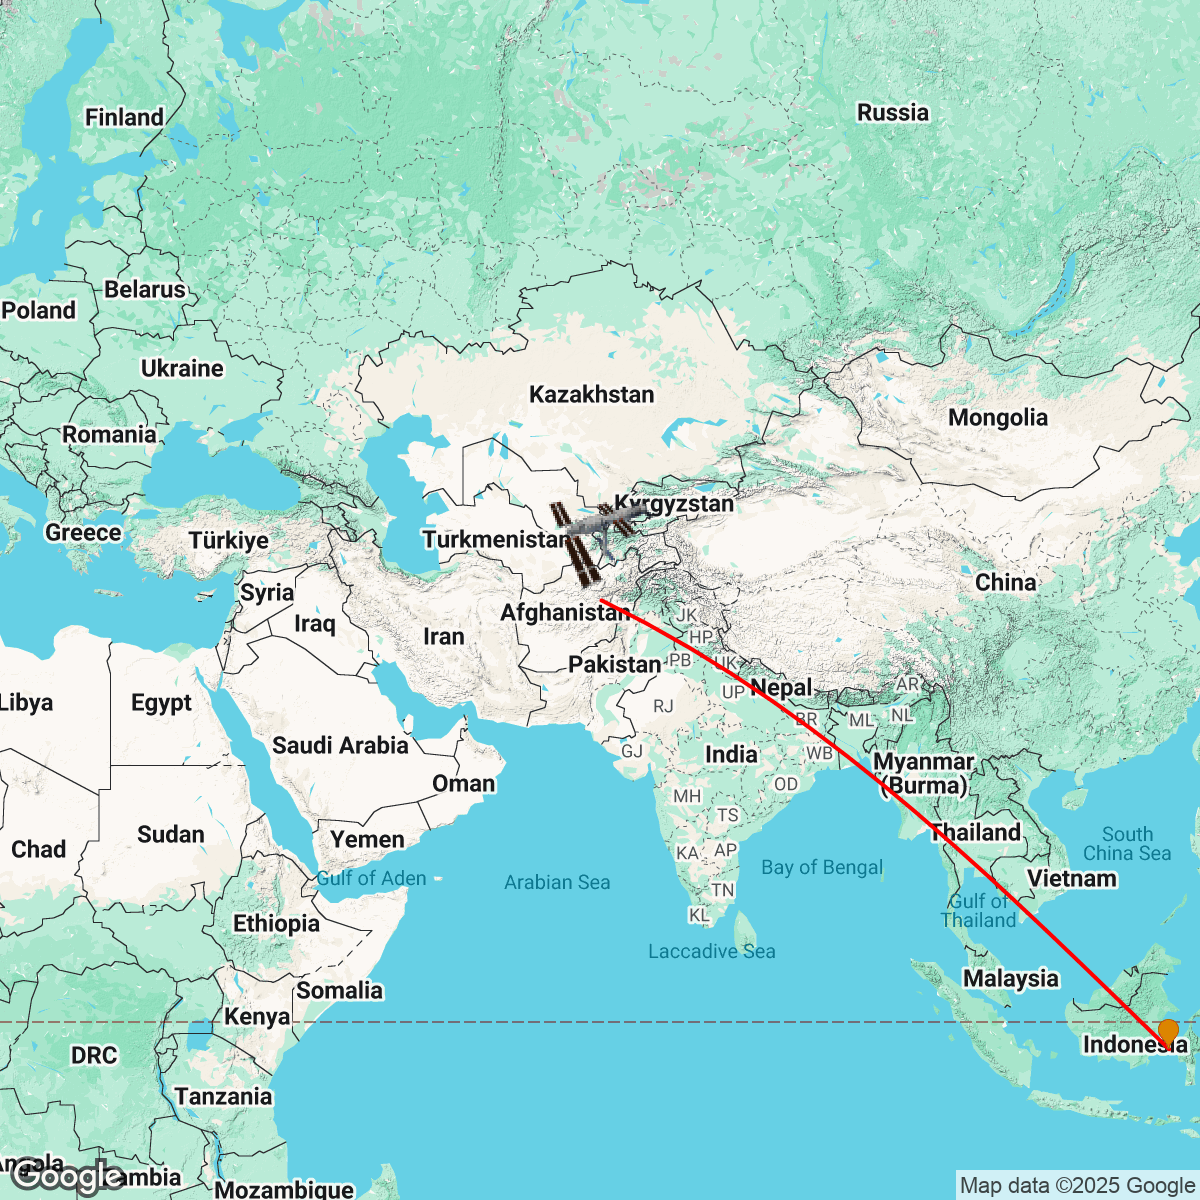 Russia
Finland
Belarus
Poland
Ukraine
Kazakhstan
Mongolia
Romania
Kyrgyzstan
Greece
Türkiye
Turkmenistan
China
Syria
Afghanistan
JK
Iraq
Iran
HP
Pakistan
PB
UK
Nepal
AR
UP
Libya
Egypt
RJ
BR
ML
NL
Saudi Arabia
GJ
India
WB
Myanmar
(Burma)
Oman
OD
MH
TS
Sudan
Yemen
Thailand
South
China Sea
Chad
KA
AP
Bay of Bengal
Gulf of Aden
Arabian Sea
Vietnam
TN
Gulf of
Thailand
KL
Ethiopia
Laccadive Sea
Malaysia
Somalia
Kenya
Indonesia
DRC
Tanzania
Angola
Zambia
Google
Mozambique
Map data ©2025 Google